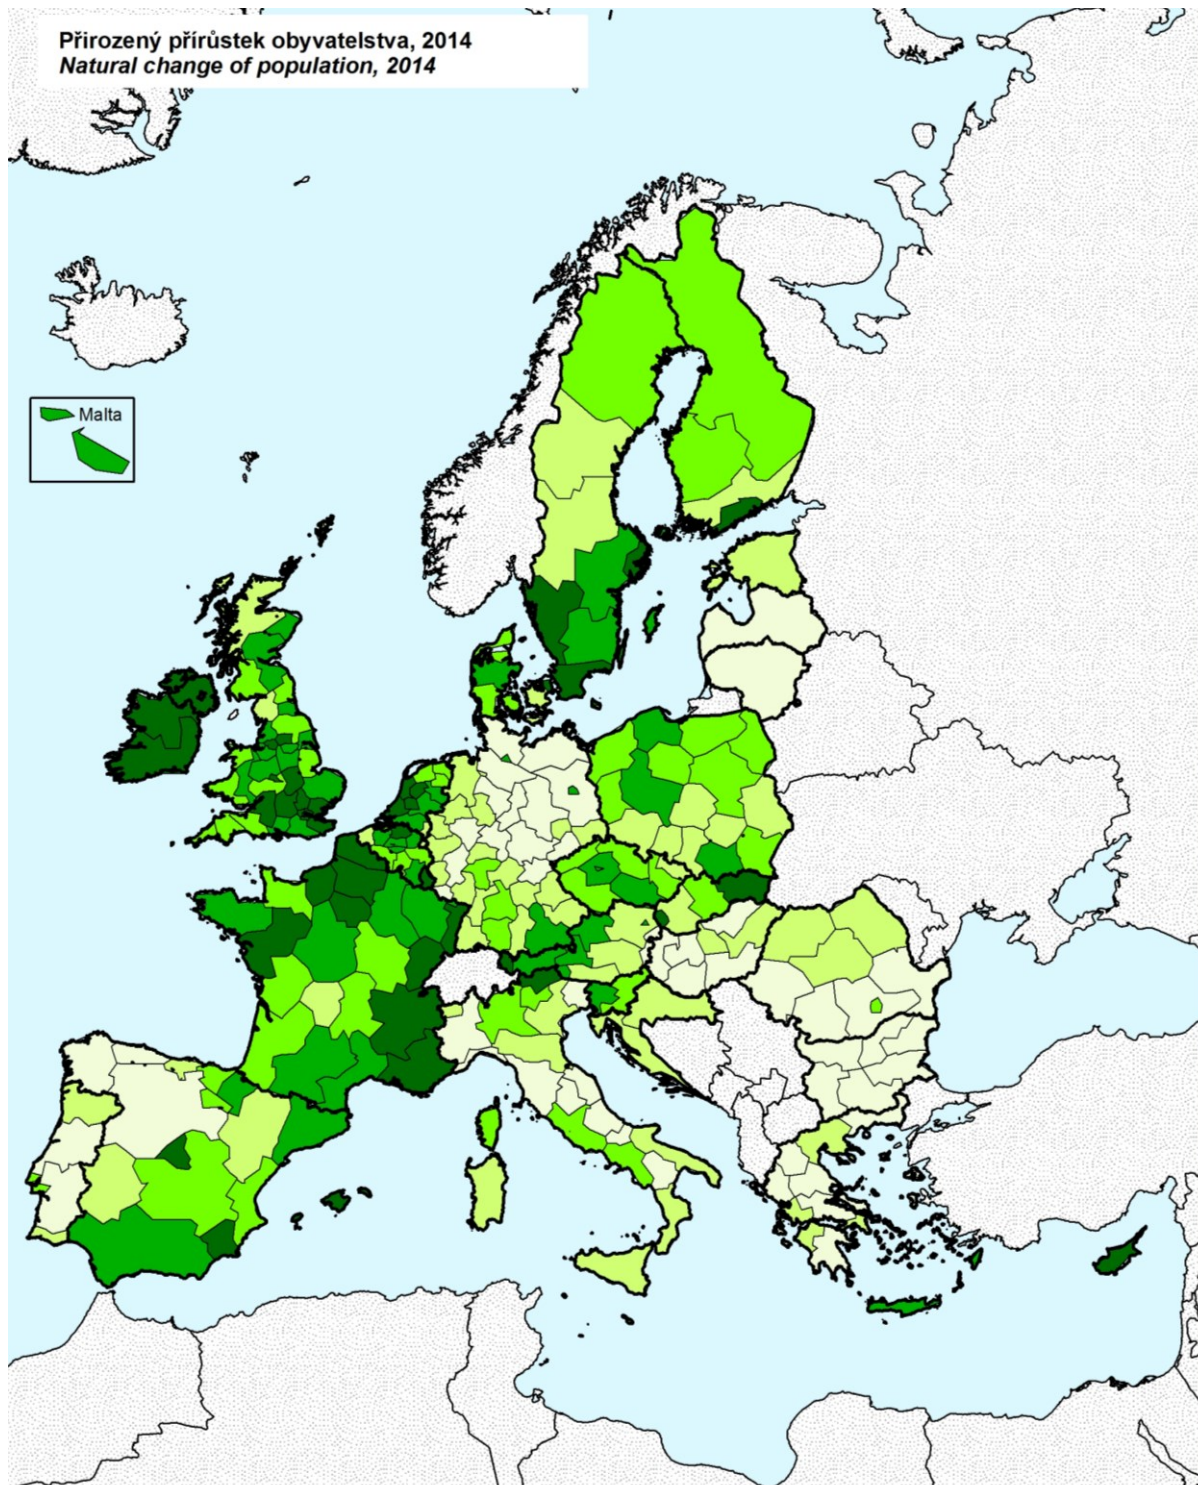 Přirozený přírůstek obyvatelstva, 2014
Natural change of population, 2014
Malta